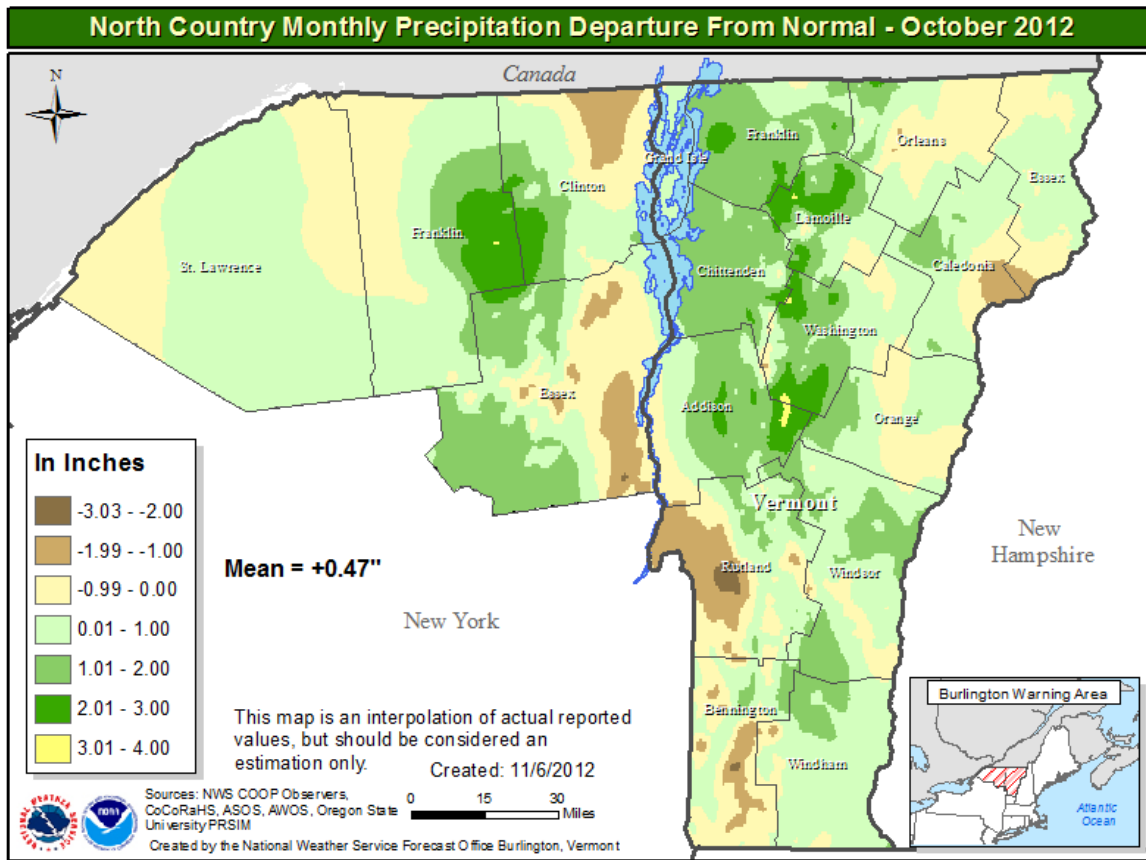 North Country Monthly Precipitation Departure From Normal - October 2012
N
Canada
Grand Isle
Franklin
Orleans
Essex
Clinton
Lamoille
Franklin
St. Lawrence
Chittenden
Caledonia
Washington
Essex
Addison
Orange
Vermont
New
Hampshire
Rutland
Windsor
New York
Bennington
Windham
In Inches
-3.03 - -2.00
-1.99 - -1.00
-0.99 - 0.00
0.01 - 1.00
1.01 - 2.00
2.01 - 3.00
3.01 - 4.00
Mean = +0.47"
This map is an interpolation of actual reported
values, but should be considered an
estimation only.
Created: 11/6/2012
Sources: NWS COOP Observers,
CoCoRaHS, ASOS, AWOS, Oregon State
University PRSIM
0 15 30
Miles
Created by the National Weather Service Forecast Office Burlington, Vermont
NATIONAL WEATHER SERVICE
noaa
Burlington Warning Area
Atlantic
Ocean